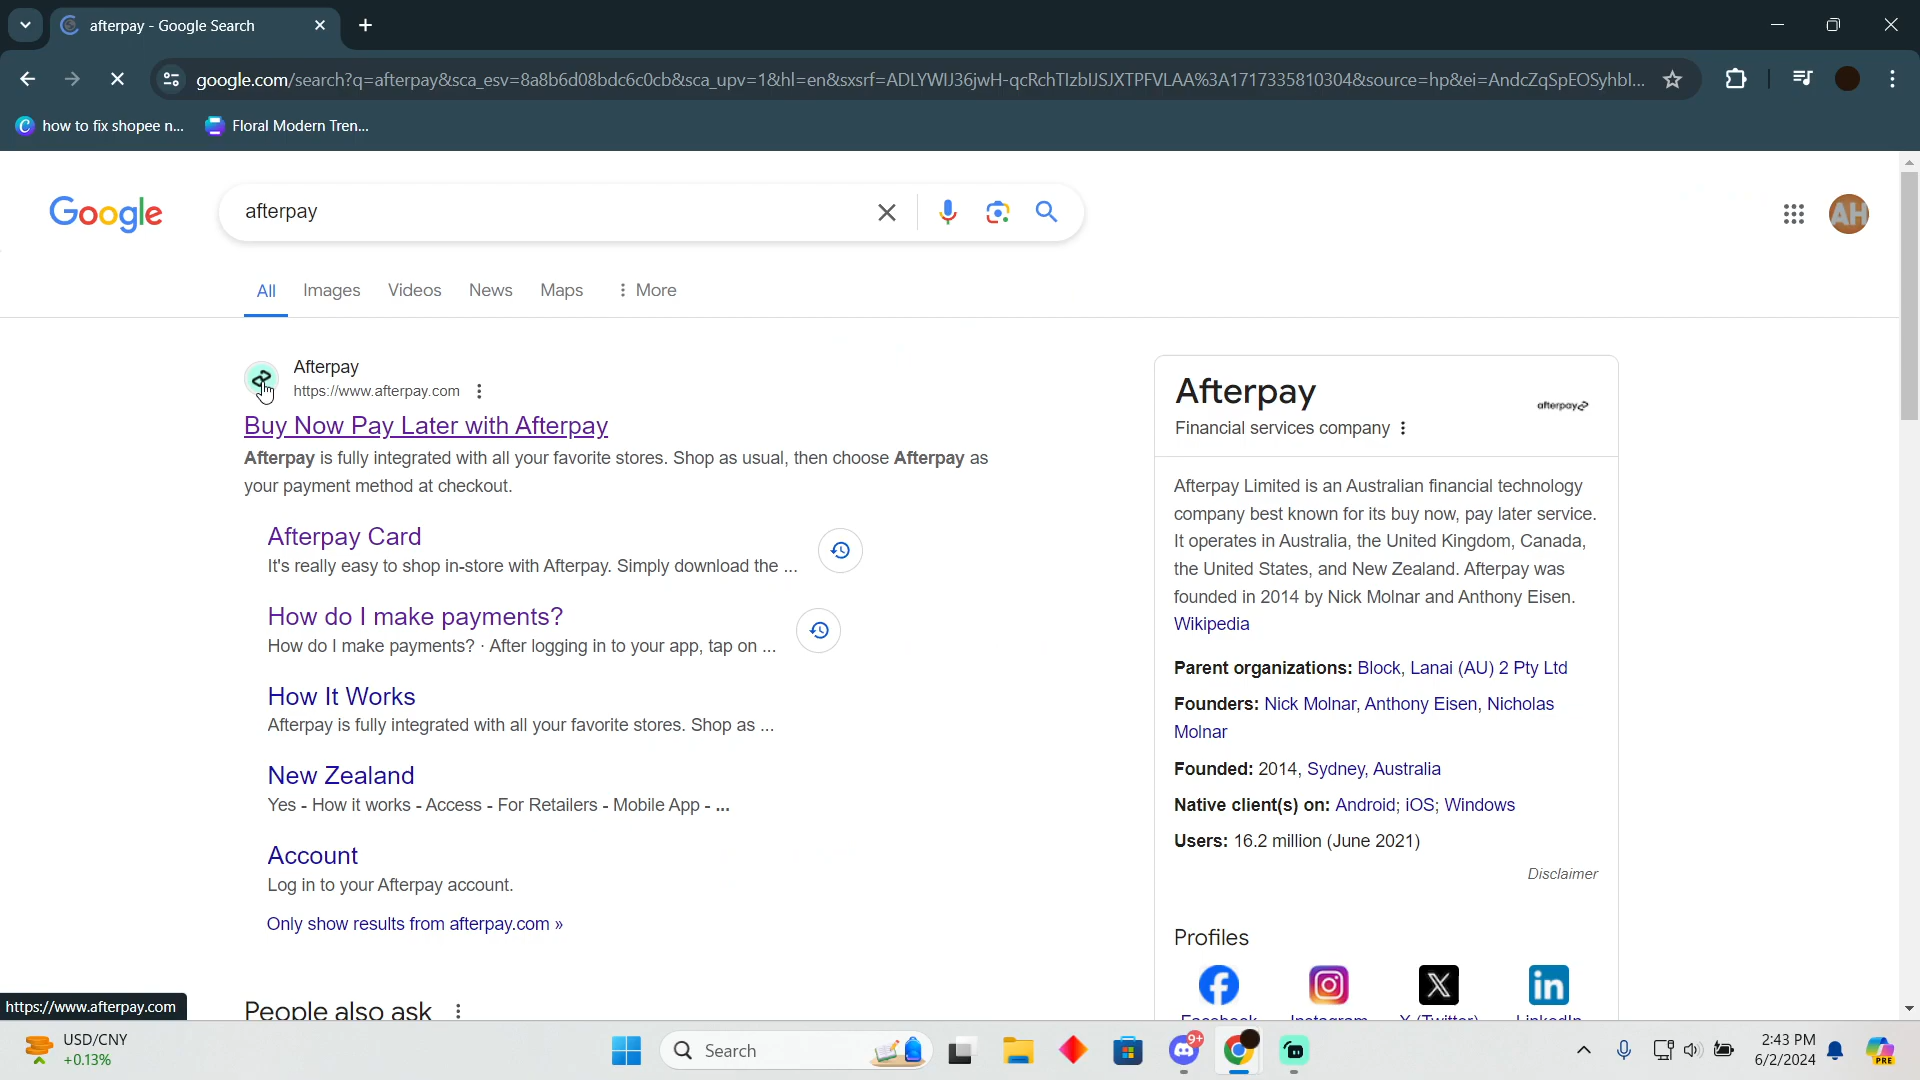 afterpay - Google Search
google.com/search?q=afterpay&sca_esv=8a8b6d08bdc6c0cb&sca_upv=1&hl=en&sxsrf=ADLYWIJ36jwH-qcRchTIzbIJSJXTPFVLAA%3A1717335810304&source=hp&ei=AndcZqSpEOSyhbl...
how to fix shopee n...
Floral Modern Tren...
Google
afterpay
AH
All
Images
Videos
News
Maps
More
Afterpay
https://www.afterpay.com
Buy Now Pay Later with Afterpay
Afterpay is fully integrated with all your favorite stores. Shop as usual, then choose Afterpay as
your payment method at checkout.
Afterpay Card
It's really easy to shop in-store with Afterpay. Simply download the ...
How do I make payments?
How do I make payments? · After logging in to your app, tap on ...
How It Works
Afterpay is fully integrated with all your favorite stores. Shop as ...
New Zealand
Yes - How it works - Access - For Retailers - Mobile App - ...
Account
Log in to your Afterpay account.
Only show results from afterpay.com »
People also ask
Afterpay
Financial services company
afterpay
Afterpay Limited is an Australian financial technology
company best known for its buy now, pay later service.
It operates in Australia, the United Kingdom, Canada,
the United States, and New Zealand. Afterpay was
founded in 2014 by Nick Molnar and Anthony Eisen.
Wikipedia
Parent organizations: Block, Lanai (AU) 2 Pty Ltd
Founders: Nick Molnar, Anthony Eisen, Nicholas
Molnar
Founded: 2014, Sydney, Australia
Native client(s) on: Android; iOS; Windows
Users: 16.2 million (June 2021)
Disclaimer
Profiles
Facebook
Instagram
X (Twitter)
LinkedIn
https://www.afterpay.com
USD/CNY
+0.13%
Search
9+
2:43 PM
6/2/2024
PRE